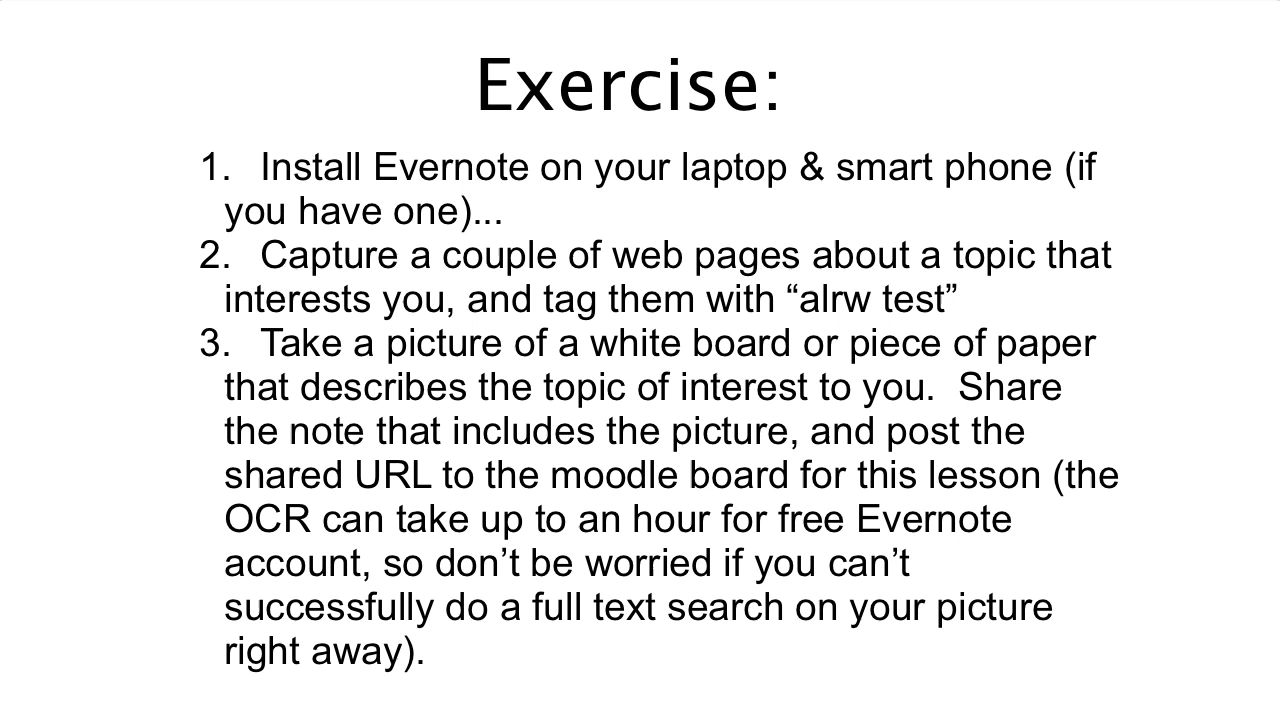 Exercise:
1. Install Evernote on your laptop & smart phone (if
you have one)...
2. Capture a couple of web pages about a topic that
interests you, and tag them with “alrw test”
3. Take a picture of a white board or piece of paper
that describes the topic of interest to you.  Share
the note that includes the picture, and post the
shared URL to the moodle board for this lesson (the
OCR can take up to an hour for free Evernote
account, so don’t be worried if you can’t
successfully do a full text search on your picture
right away).